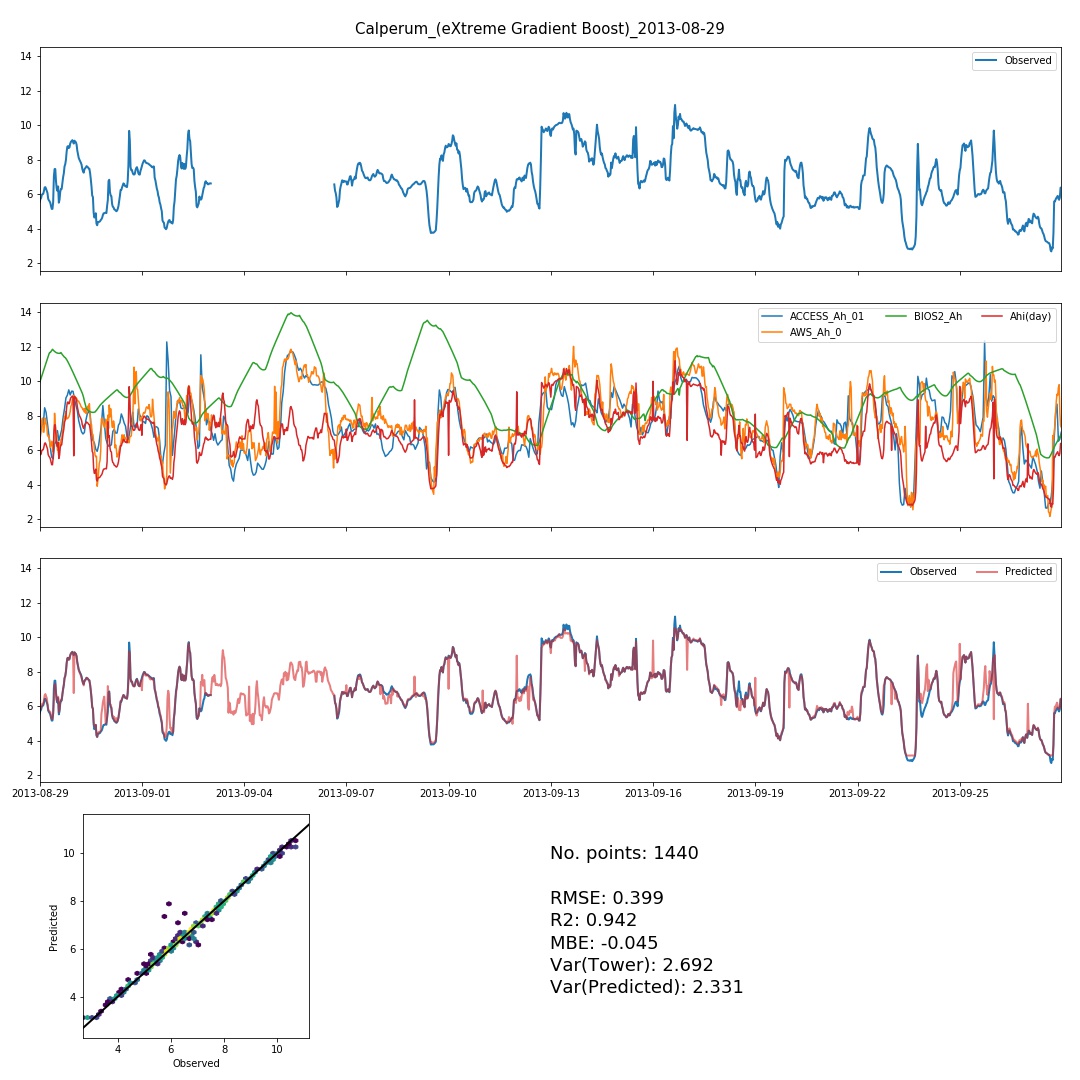 Calperum_(eXtreme Gradient Boost)_2013-08-29
14
12
10
8
6
4
2
Observed
14
12
10
8
6
4
2
ACCESS_Ah_01 BIOS2_Ah Ahi(day)
AWS_Ah_0
14
12
10
8
6
4
2
Observed Predicted
2013-08-29 2013-09-01 2013-09-04 2013-09-07 2013-09-10 2013-09-13 2013-09-16 2013-09-19 2013-09-22 2013-09-25
10
8
6
4
Predicted
4 6 8 10
Observed
No. points: 1440
RMSE: 0.399
R2: 0.942
MBE: -0.045
Var(Tower): 2.692
Var(Predicted): 2.331